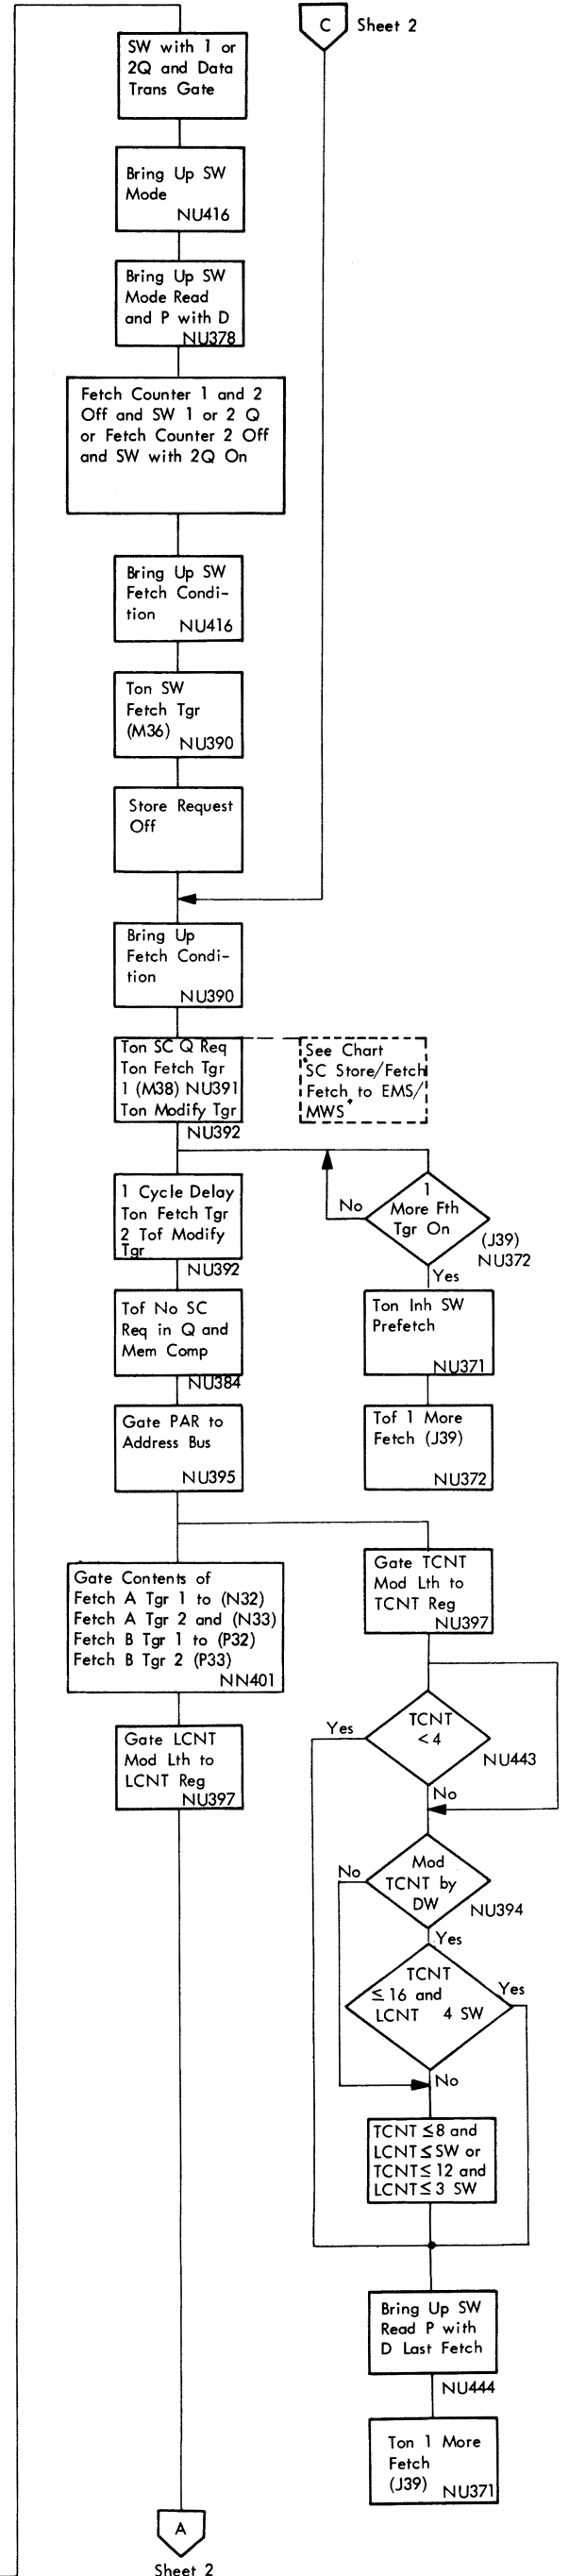 SW with 1 or
2Q and Data
Trans Gate
C
Sheet 2
Bring Up SW
Mode
NU416
Bring Up SW
Mode Read
and P with D
NU378
Fetch Counter 1 and 2
Off and SW 1 or 2 Q
or Fetch Counter 2 Off
and SW with 2Q On
Bring Up SW
Fetch Condi-
tion
NU416
Ton SW
Fetch Tgr
(M36)
NU390
Store Request
Off
Bring Up
Fetch Condi-
tion
NU390
Ton SC Q Req
Ton Fetch Tgr
1 (M38) NU391
Ton Modify Tgr
NU392
See Chart
"SC Store/Fetch
Fetch to EMS/
MWS"
1 Cycle Delay
Ton Fetch Tgr
2 Tof Modify
Tgr
NU392
1
More Fth
Tgr On
No
(J39)
NU372
Yes
Tof No SC
Req in Q and
Mem Comp
NU384
Ton Inh SW
Prefetch
NU371
Gate PAR to
Address Bus
NU395
Tof 1 More
Fetch (J39)
NU372
Gate Contents of
Fetch A Tgr 1 to (N32)
Fetch A Tgr 2 and (N33)
Fetch B Tgr 1 to (P32)
Fetch B Tgr 2 (P33)
NN401
Gate TCNT
Mod Lth to
TCNT Reg
NU397
Gate LCNT
Mod Lth to
LCNT Reg
NU397
Yes
TCNT
< 4
NU443
No
No
Mod
TCNT by
DW
NU394
Yes
TCNT
≤ 16 and
LCNT 4 SW
Yes
No
TCNT ≤ 8 and
LCNT ≤ SW or
TCNT ≤ 12 and
LCNT ≤ 3 SW
Bring Up SW
Read P with
D Last Fetch
NU444
Ton 1 More
Fetch
(J39)
NU371
A
Sheet 2